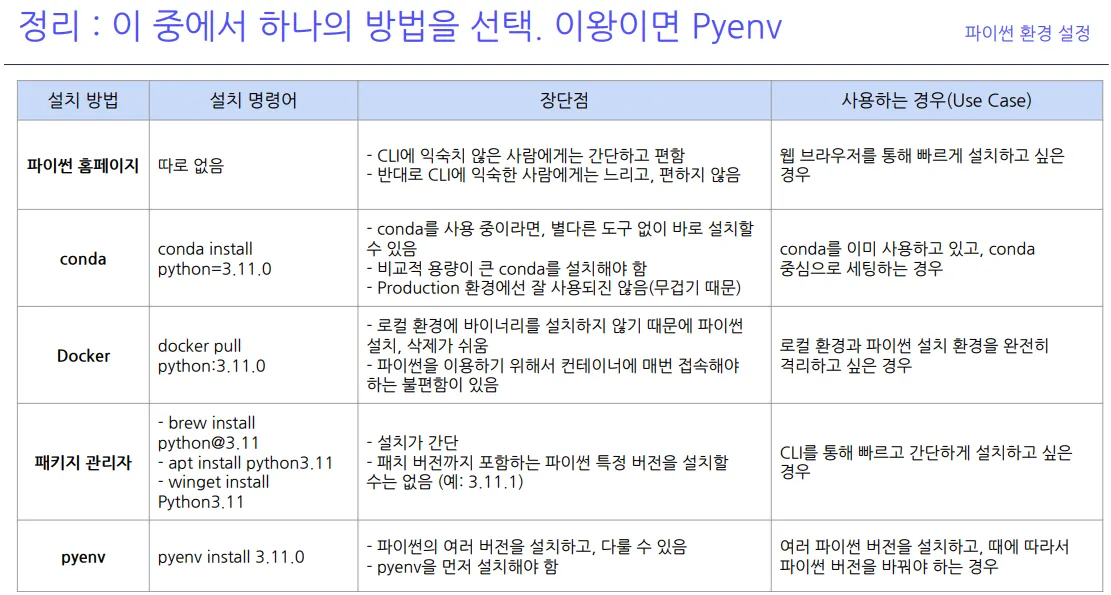 정리 : 이 중에서 하나의 방법을 선택. 이왕이면 Pyenv
파이썬 환경 설정
설치 방법
설치 명령어
장단점
사용하는 경우(Use Case)
파이썬 홈페이지
따로 없음
- CLI에 익숙치 않은 사람에게는 간단하고 편함
- 반대로 CLI에 익숙한 사람에게는 느리고, 편하지 않음
웹 브라우저를 통해 빠르게 설치하고 싶은
경우
conda
conda install
python=3.11.0
- conda를 사용 중이라면, 별다른 도구 없이 바로 설치할
수 있음
- 비교적 용량이 큰 conda를 설치해야 함
- Production 환경에선 잘 사용되진 않음(무겁기 때문)
conda를 이미 사용하고 있고, conda
중심으로 세팅하는 경우
Docker
docker pull
python:3.11.0
- 로컬 환경에 바이너리를 설치하지 않기 때문에 파이썬
설치, 삭제가 쉬움
- 파이썬을 이용하기 위해서 컨테이너에 매번 접속해야
하는 불편함이 있음
로컬 환경과 파이썬 설치 환경을 완전히
격리하고 싶은 경우
패키지 관리자
- brew install
python@3.11
- apt install python3.11
- winget install
Python3.11
- 설치가 간단
- 패치 버전까지 포함하는 파이썬 특정 버전을 설치할
수는 없음 (예: 3.11.1)
CLI를 통해 빠르고 간단하게 설치하고 싶은
경우
pyenv
pyenv install 3.11.0
- 파이썬의 여러 버전을 설치하고, 다룰 수 있음
- pyenv을 먼저 설치해야 함
여러 파이썬 버전을 설치하고, 때에 따라서
파이썬 버전을 바꿔야 하는 경우